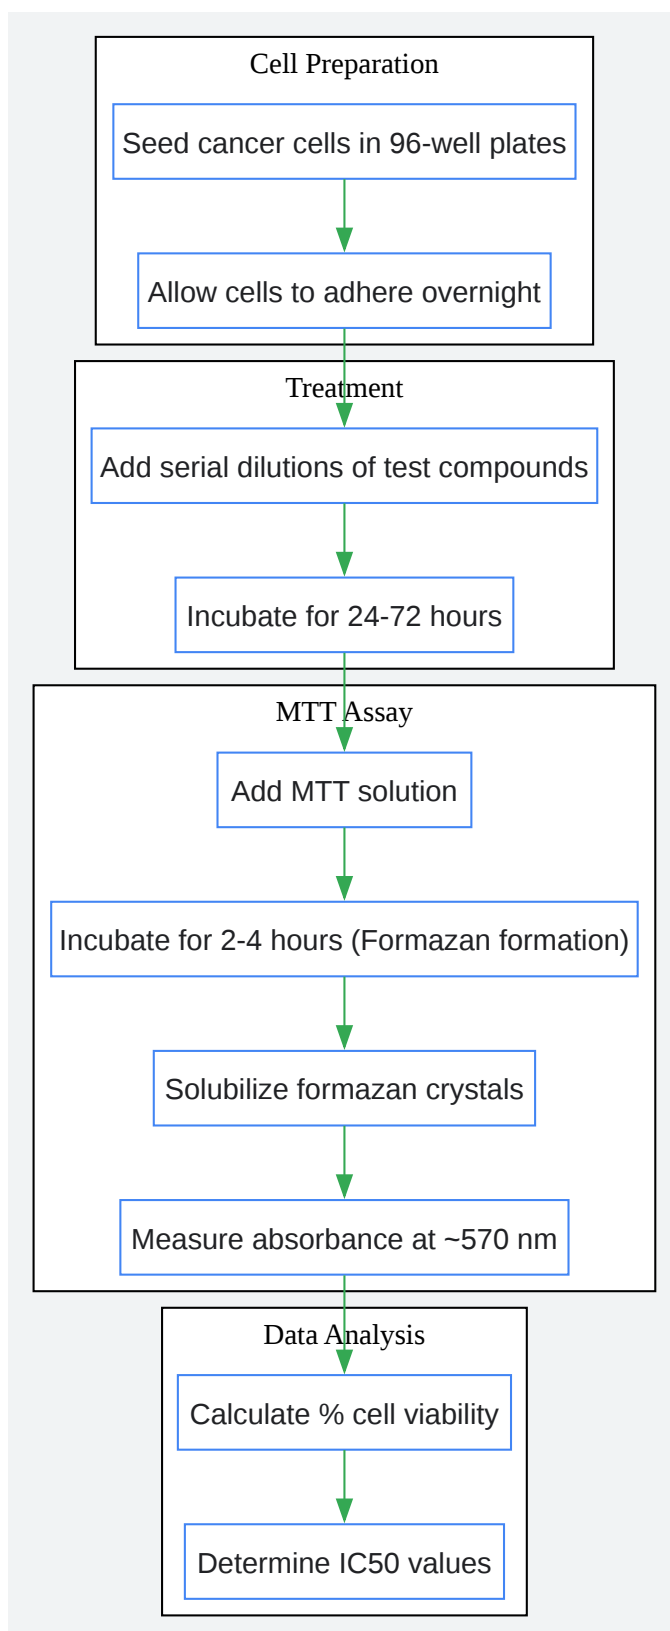 Cell Preparation
Seed cancer cells in 96-well plates
Allow cells to adhere overnight
Treatment
Add serial dilutions of test compounds
Incubate for 24-72 hours
MTT Assay
Add MTT solution
Incubate for 2-4 hours (Formazan formation)
Solubilize formazan crystals
Measure absorbance at ~570 nm
Data Analysis
Calculate % cell viability
Determine IC50 values